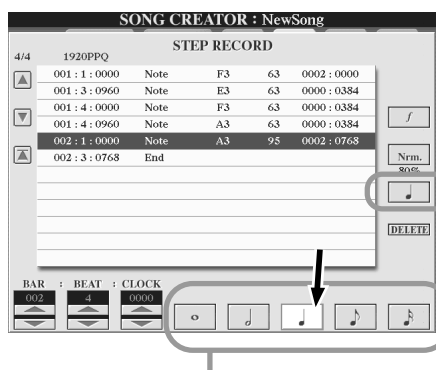 SONG CREATOR : NewSong
STEP RECORD
4/4 1920PPQ
001 : 1 : 0000 Note F3 63 0002 : 0000
001 : 3 : 0960 Note E3 63 0000 : 0384
001 : 4 : 0000 Note F3 63 0000 : 0384
001 : 4 : 0960 Note A3 63 0000 : 0384
002 : 1 : 0000 Note A3 95 0002 : 0768
002 : 3 : 0768 End
f
Nrm.
80%
DELETE
BAR : BEAT : CLOCK
002 4 0000